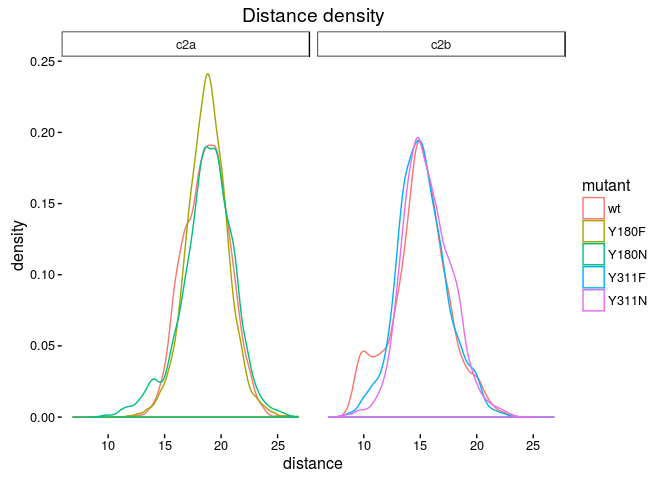 Distance density
c2a
c2b
0.25
0.20
0.15
0.10
0.05
0.00
density
10 15 20 25
10 15 20 25
distance
mutant
wt
Y180F
Y180N
Y311F
Y311N